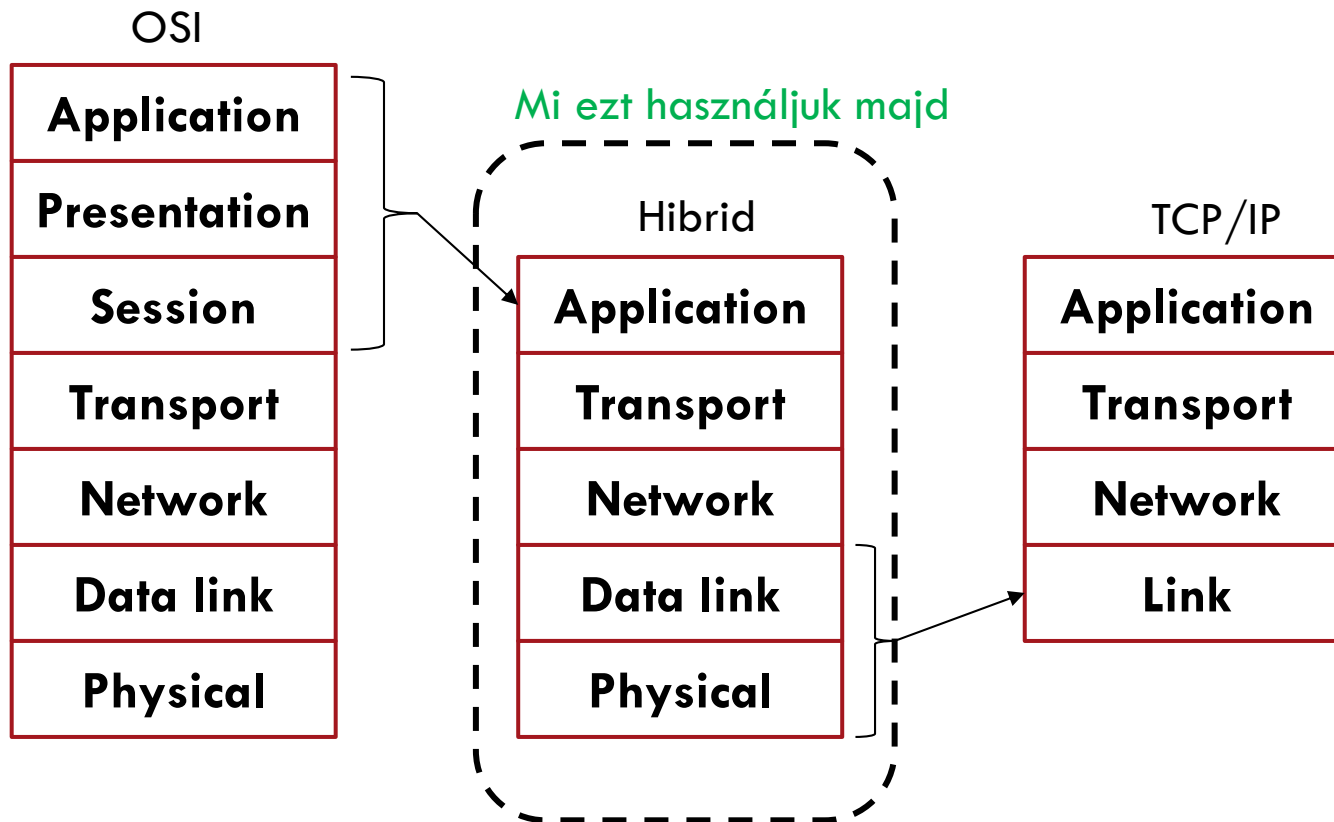 OSI
Application
Presentation
Session
Transport
Network
Data link
Physical
Mi ezt használjuk majd
Hibrid
Application
Transport
Network
Data link
Physical
TCP/IP
Application
Transport
Network
Link